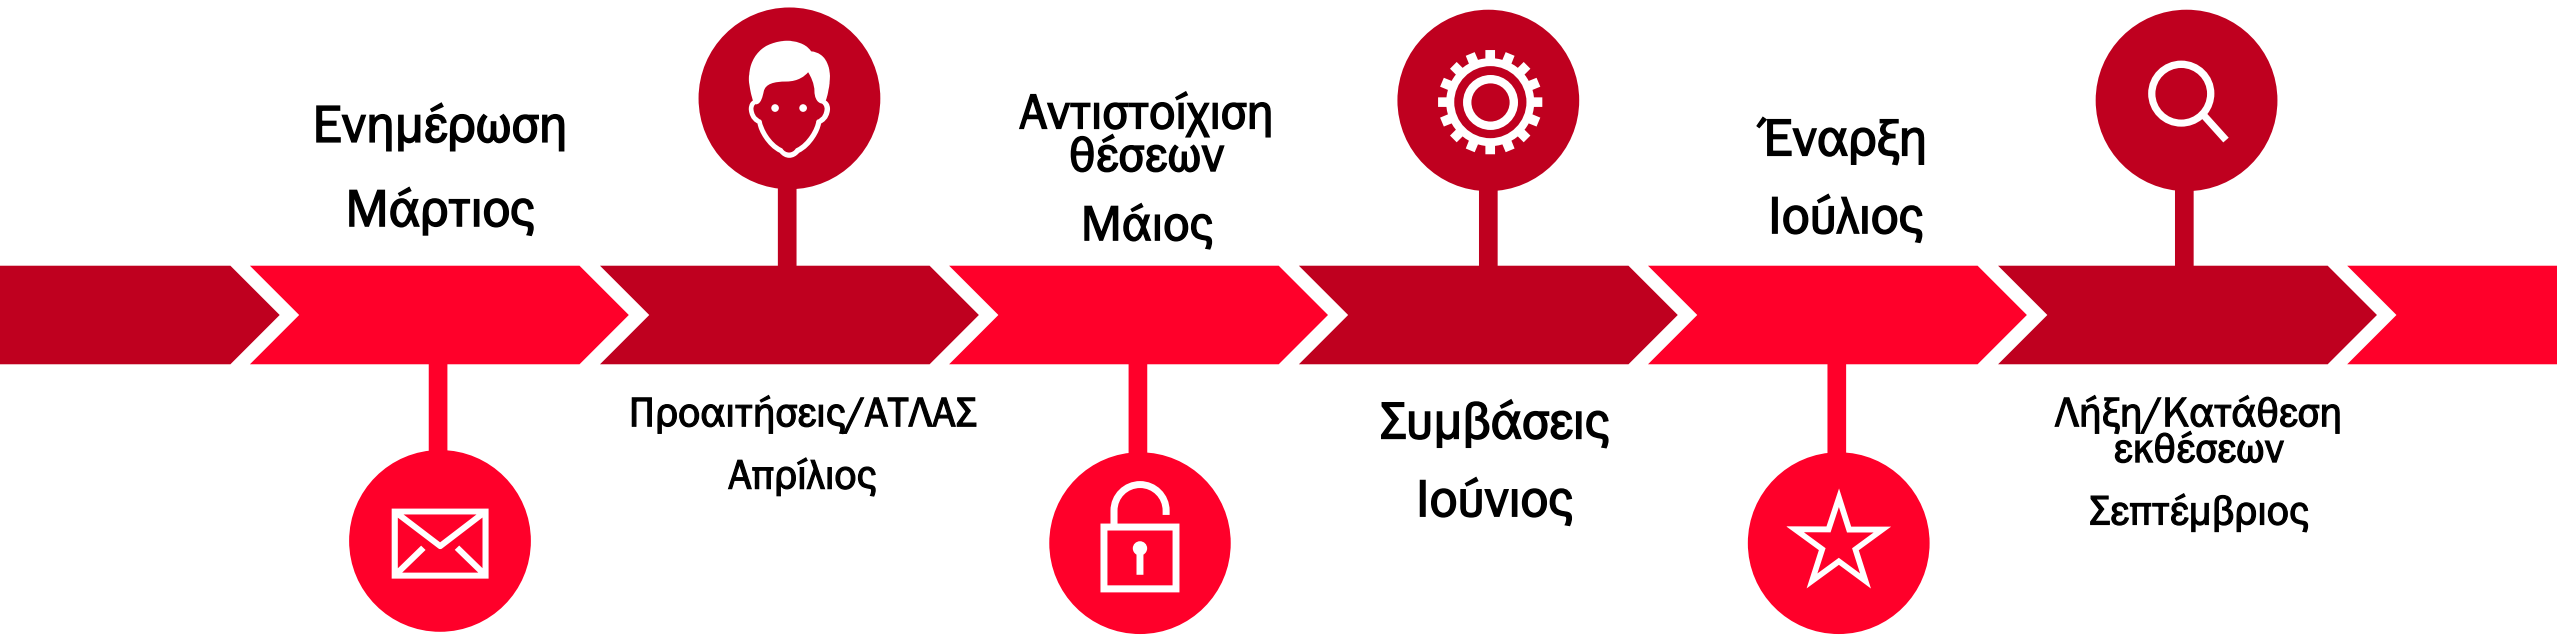 Ενημέρωση
Μάρτιος
Προαιτήσεις/ΑΤΛΑΣ
Απρίλιος
Αντιστοίχιση
θέσεων
Μάιος
Συμβάσεις
Ιούνιος
Έναρξη
Ιούλιος
Λήξη/Κατάθεση
εκθέσεων
Σεπτέμβριος